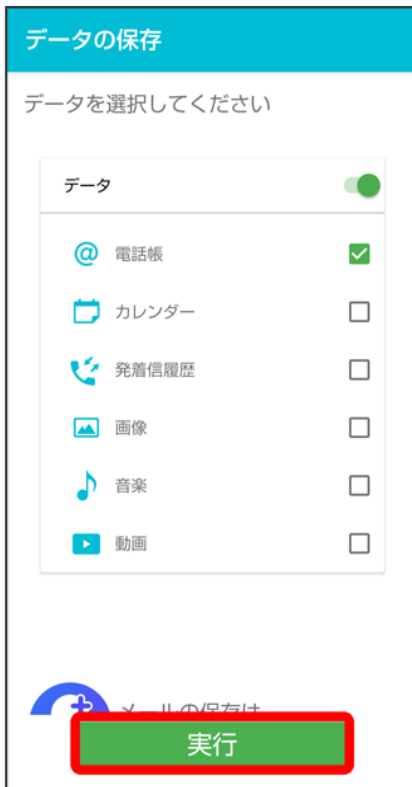 データの保存
データを選択してください
データ
電話帳
カレンダー
発着信履歴
画像
音楽
動画
メールの保存は
実行